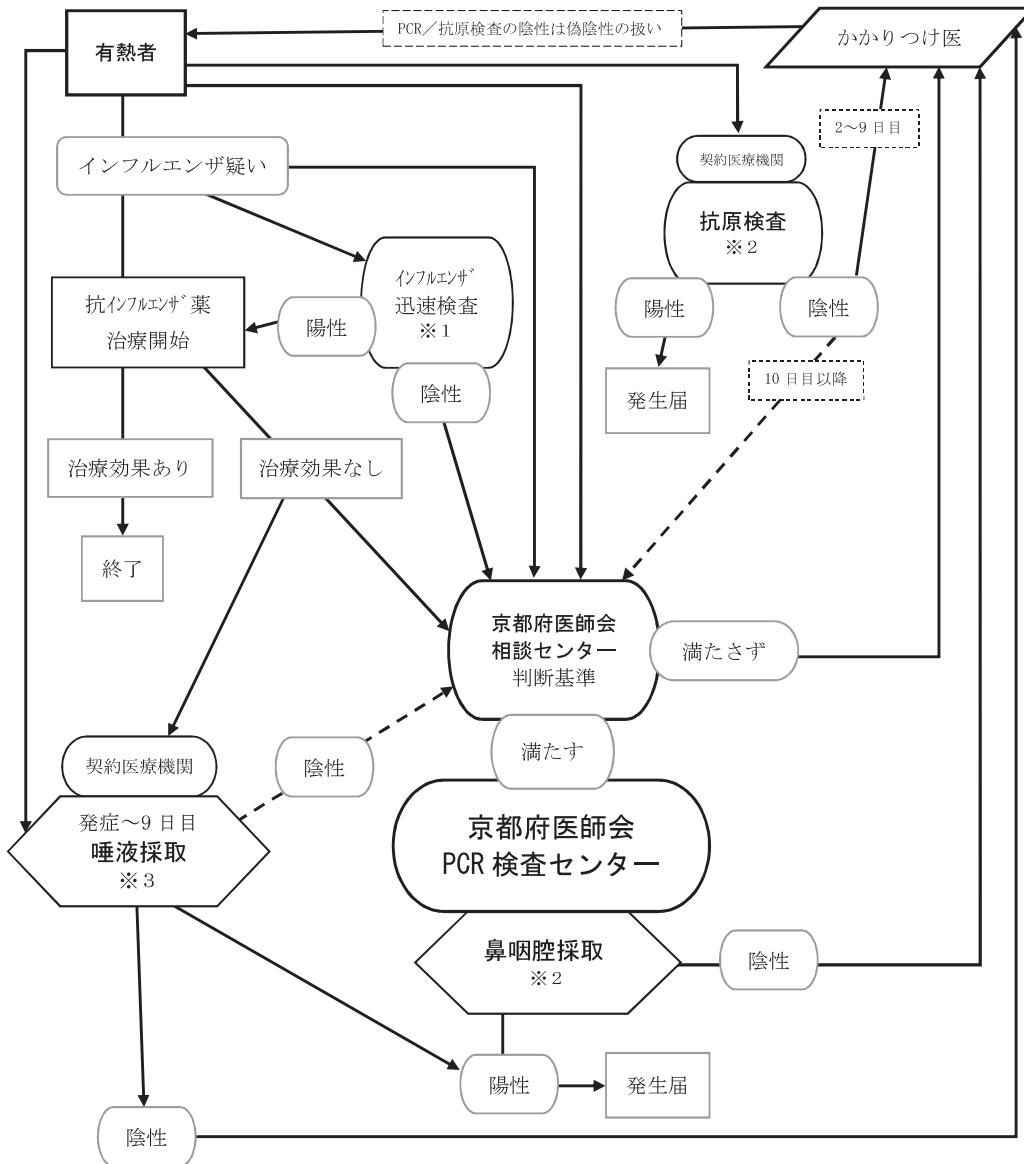 有熱者
PCR／抗原検査の陰性は偽陰性の扱い
かかりつけ医
2～9 日目
インフルエンザ疑い
契約医療機関
抗原検査
※２
陽性
陰性
発生届
10 日目以降
ｲﾝﾌﾙｴﾝｻﾞ
迅速検査
※１
陽性
陰性
抗ｲﾝﾌﾙｴﾝｻﾞ薬
治療開始
治療効果あり
治療効果なし
終了
京都府医師会
相談センター
判断基準
満たさず
満たす
契約医療機関
発症～9 日目
唾液採取
※３
陰性
京都府医師会
PCR 検査センター
鼻咽腔採取
※２
陰性
陽性
発生届
陰性